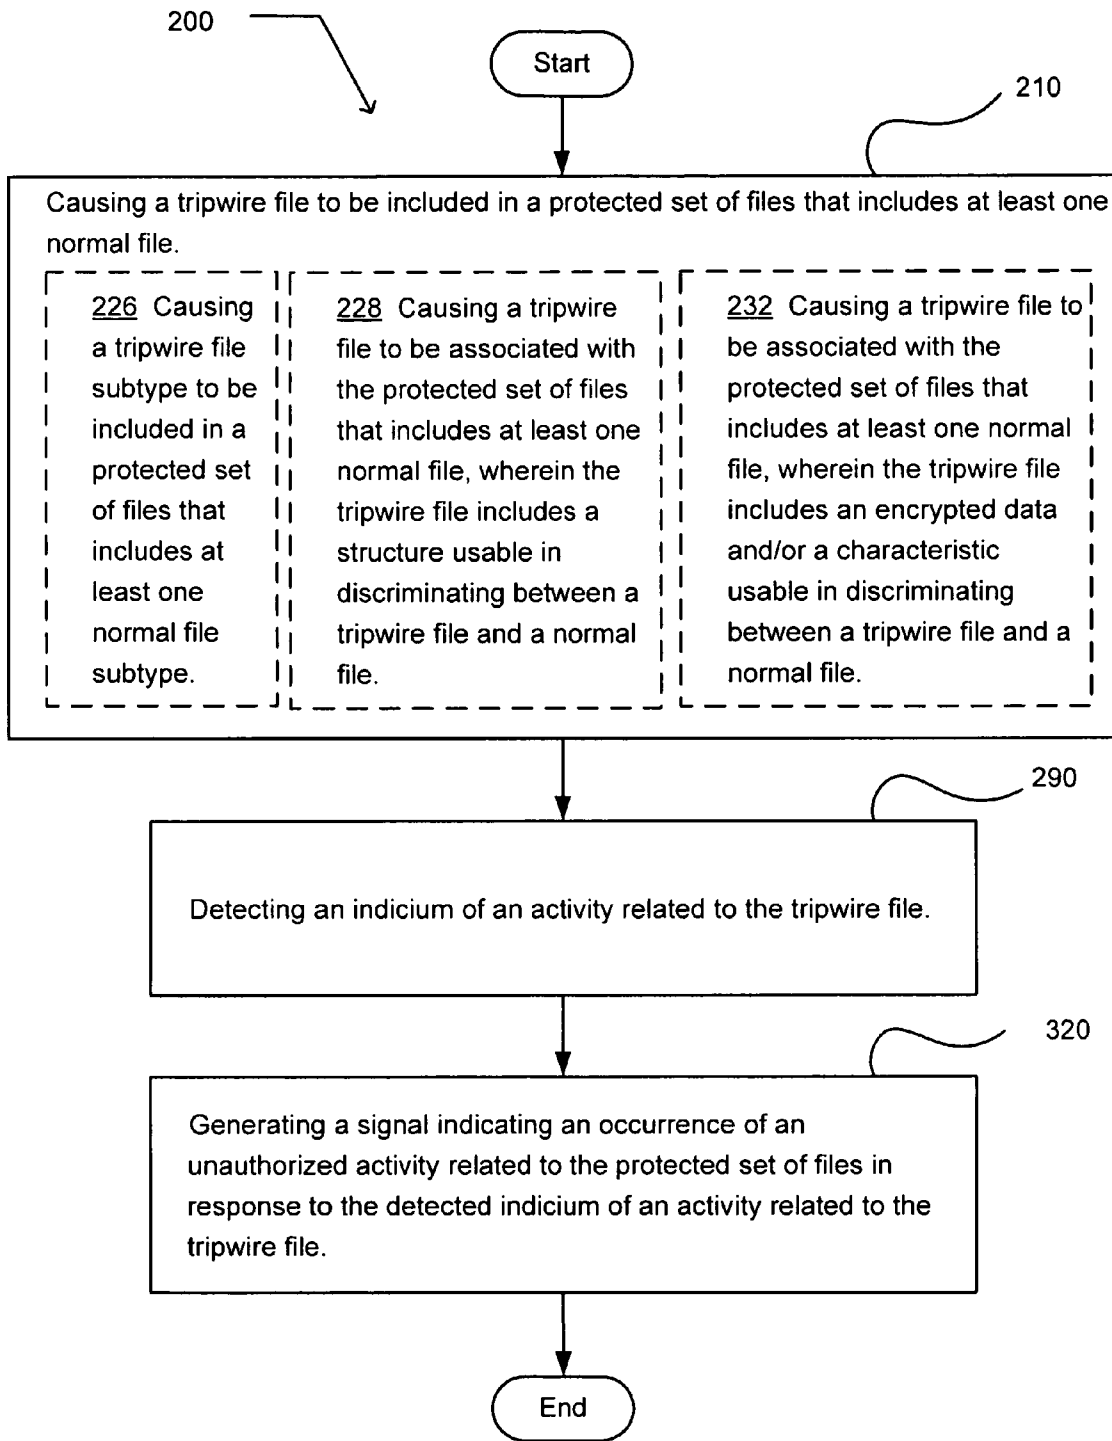 200
Start
210
Causing a tripwire file to be included in a protected set of files that includes at least one
normal file.
226 Causing
a tripwire file
subtype to be
included in a
protected set
of files that
includes at
least one
normal file
subtype.
228 Causing a tripwire
file to be associated with
the protected set of files
that includes at least one
normal file, wherein the
tripwire file includes a
structure usable in
discriminating between a
tripwire file and a normal
file.
232 Causing a tripwire file to
be associated with the
protected set of files that
includes at least one normal
file, wherein the tripwire file
includes an encrypted data
and/or a characteristic
usable in discriminating
between a tripwire file and a
normal file.
290
Detecting an indicium of an activity related to the tripwire file.
320
Generating a signal indicating an occurrence of an
unauthorized activity related to the protected set of files in
response to the detected indicium of an activity related to the
tripwire file.
End